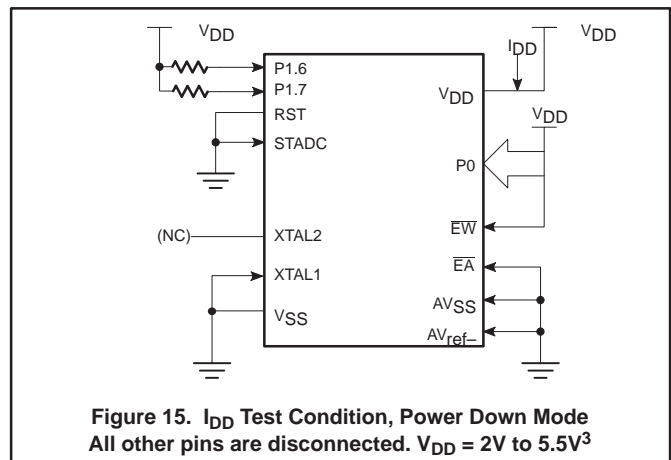 VDD
P1.6
P1.7
RST
STADC
(NC)
XTAL2
XTAL1
VSS
IDD
VDD
VDD
VDD
P0
EW
EA
AVSS
AVref–
Figure 15. IDD Test Condition, Power Down Mode
All other pins are disconnected. VDD = 2V to 5.5V3